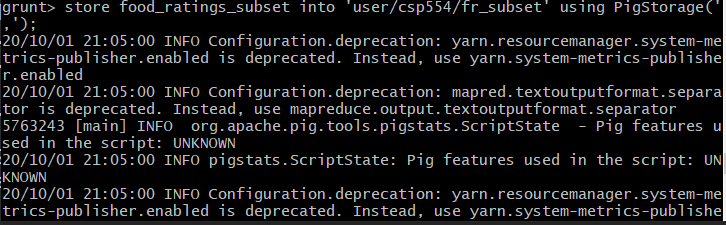 grunt> store food_ratings_subset into 'user/csp554/fr_subset' using PigStorage('
,');
20/10/01 21:05:00 INFO Configuration.deprecation: yarn.resourcemanager.system-me
trics-publisher.enabled is deprecated. Instead, use yarn.system-metrics-publishe
r.enabled
20/10/01 21:05:00 INFO Configuration.deprecation: mapred.textoutputformat.separa
tor is deprecated. Instead, use mapreduce.output.textoutputformat.separator
5763243 [main] INFO  org.apache.pig.tools.pigstats.ScriptState  - Pig features u
sed in the script: UNKNOWN
20/10/01 21:05:00 INFO pigstats.ScriptState: Pig features used in the script: UN
KNOWN
20/10/01 21:05:00 INFO Configuration.deprecation: yarn.resourcemanager.system-me
trics-publisher.enabled is deprecated. Instead, use yarn.system-metrics-publishe